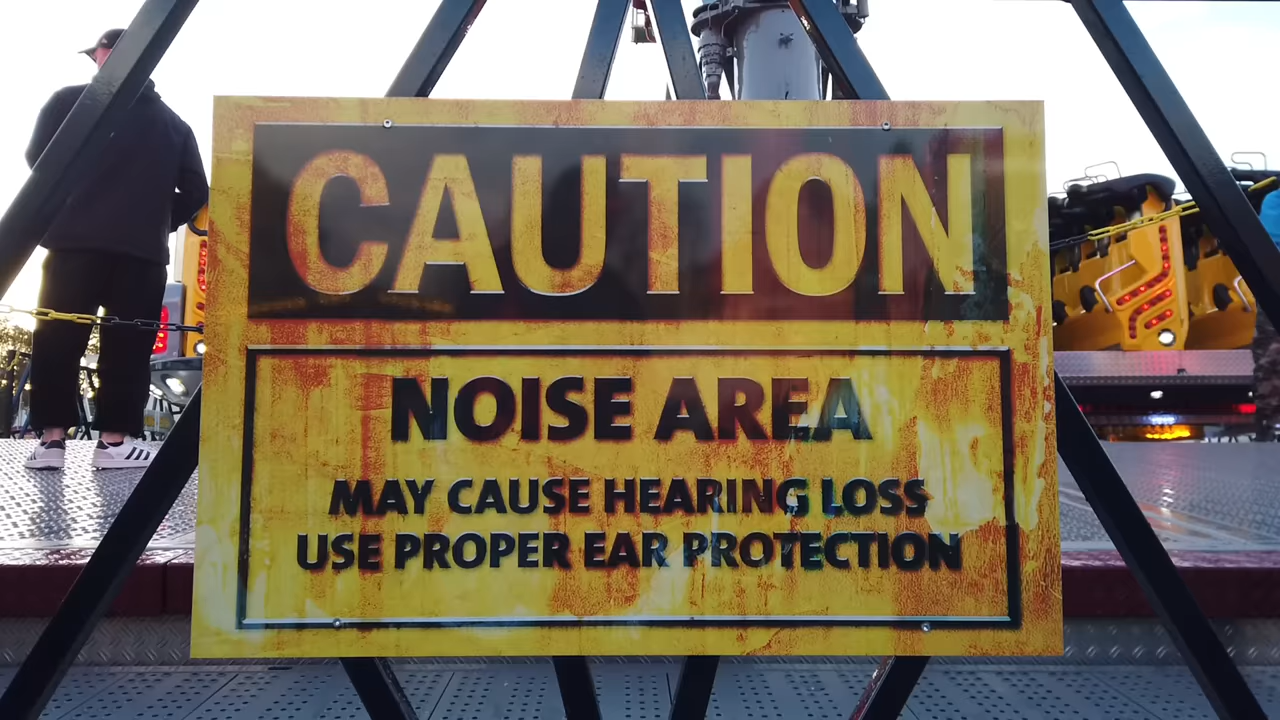 CAUTION
NOISE AREA
MAY CAUSE HEARING LOSS
USE PROPER EAR PROTECTION